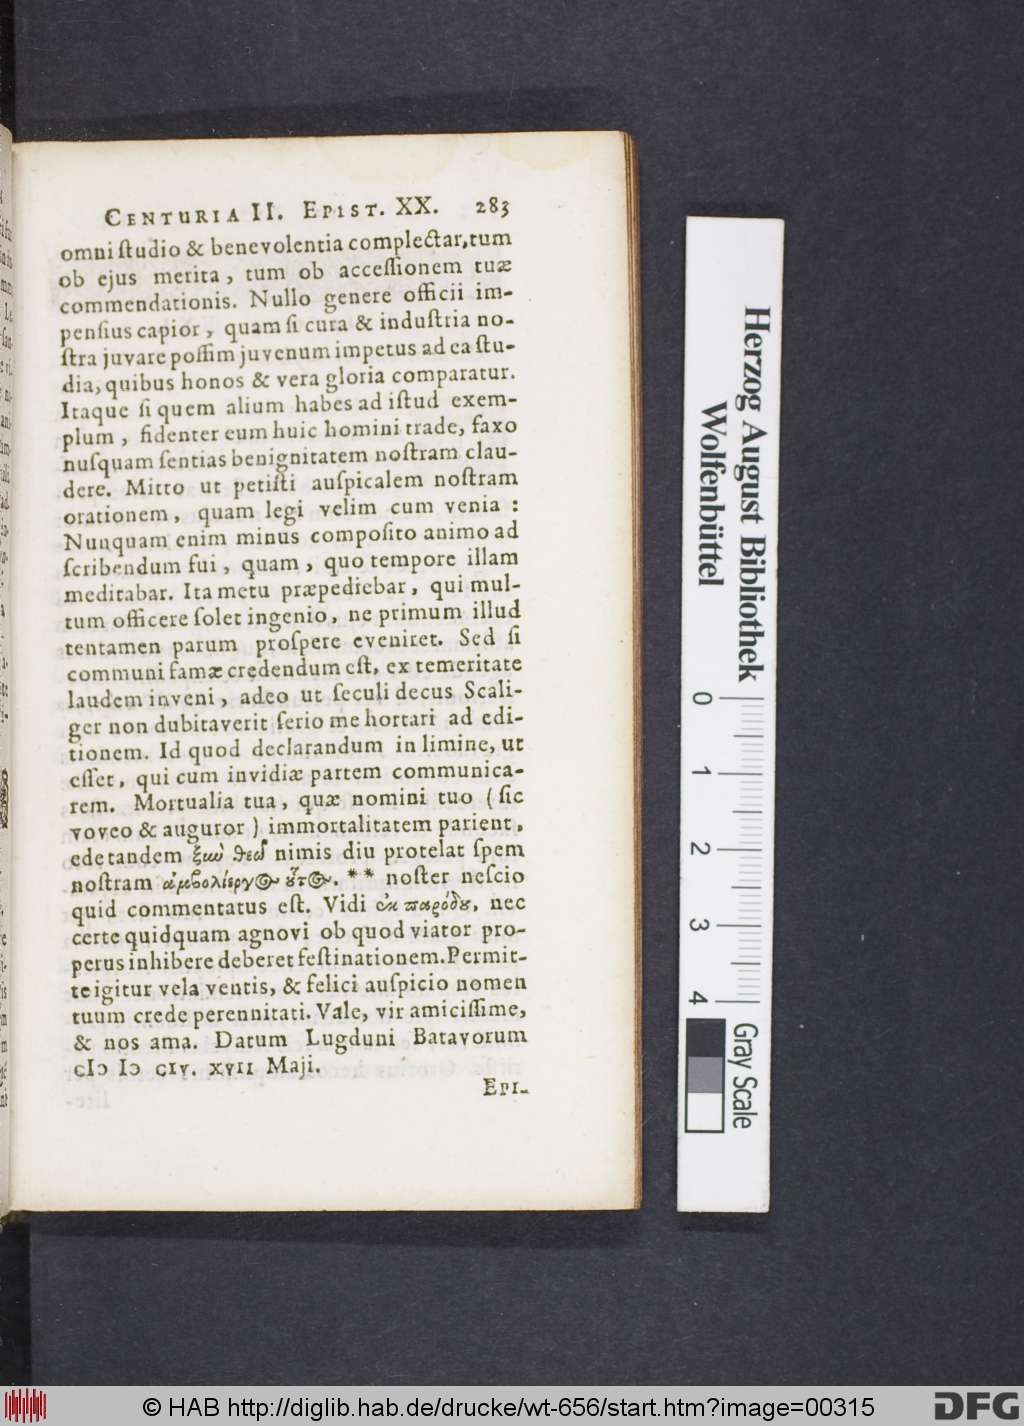 CENTURIA II. EPIST. XX. 283
omni ſtudio & benevolentia complectar, tum
ob ejus merita, tum ob acceſſionem tuæ
commendationis. Nullo genere officii im-
penſius capior, quam ſi cura & induſtria no-
ſtra juvare poſſim juvenum impetus ad ea ſtu-
dia, quibus honos & vera gloria comparatur.
Itaque ſi quem alium habes ad iſtud exem-
plum, fidenter eum huic homini trade, faxo
nuſquam ſentias benignitatem noſtram clau-
dere. Mitto ut petiſti auſpicalem noſtram
orationem, quam legi velim cum venia:
Nunquam enim minus compoſito animo ad
ſcribendum fui, quam, quo tempore illam
meditabar. Ita metu præpediebar, qui mul-
tum officere ſolet ingenio, ne primum illud
tentamen parum proſpere eveniret. Sed ſi
communi famæ credendum eſt, ex temeritate
laudem inveni, adeo ut ſeculi decus Scali-
ger non dubitaverit ſerio me hortari ad edi-
tionem. Id quod declarandum in limine, ut
eſſet, qui cum invidiæ partem communica-
rem. Mortualia tua, quæ nomini tuo (ſic
voveo & auguror) immortalitatem parient,
ede tandem ξὺν θεῷ nimis diu protelat ſpem
noſtram ἀμβολίεργος οὗτος. ** noſter neſcio
quid commentatus eſt. Vidi ἐκ παρόδου, nec
certe quidquam agnovi ob quod viator pro-
perus inhibere deberet feſtinationem. Permit-
te igitur vela ventis, & felici auſpicio nomen
tuum crede perennitati. Vale, vir amiciſſime,
& nos ama. Datum Lugduni Batavorum
cIↄ Iↄ cIV. XVII Maji.
EPI-
Herzog August Bibliothek
Wolfenbüttel
0 1 2 3 4
Gray Scale
© HAB http://diglib.hab.de/drucke/wt-656/start.htm?image=00315
DFG